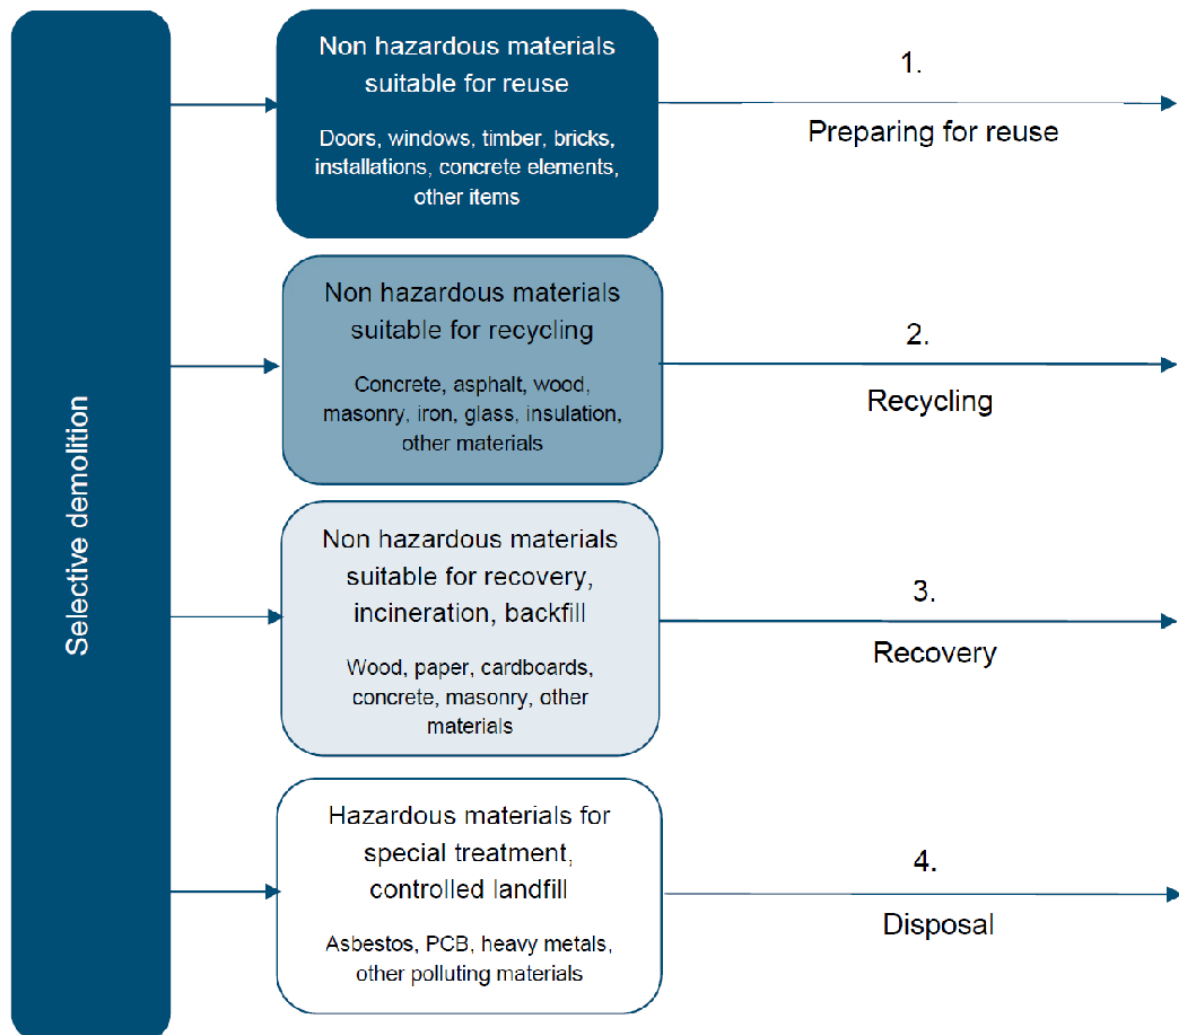 Selective demolition
Non hazardous materials
suitable for reuse
Doors, windows, timber, bricks,
installations, concrete elements,
other items
1.
Preparing for reuse
Non hazardous materials
suitable for recycling
Concrete, asphalt, wood,
masonry, iron, glass, insulation,
other materials
2.
Recycling
Non hazardous materials
suitable for recovery,
incineration, backfill
Wood, paper, cardboards,
concrete, masonry, other
materials
3.
Recovery
Hazardous materials for
special treatment,
controlled landfill
Asbestos, PCB, heavy metals,
other polluting materials
4.
Disposal